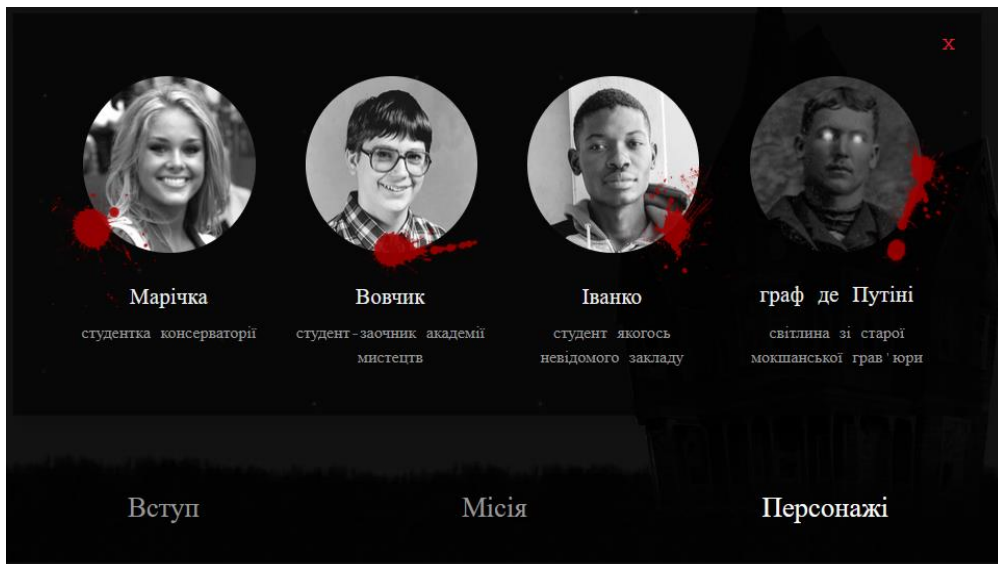 x
Марічка
Вовчик
Іванко
граф де Путіні
студентка консерваторії
студент-заочник академії
мистецтв
студент якогось
невідомого закладу
світлина зі старої
мокшанської грав'юри
Вступ
Місія
Персонажі